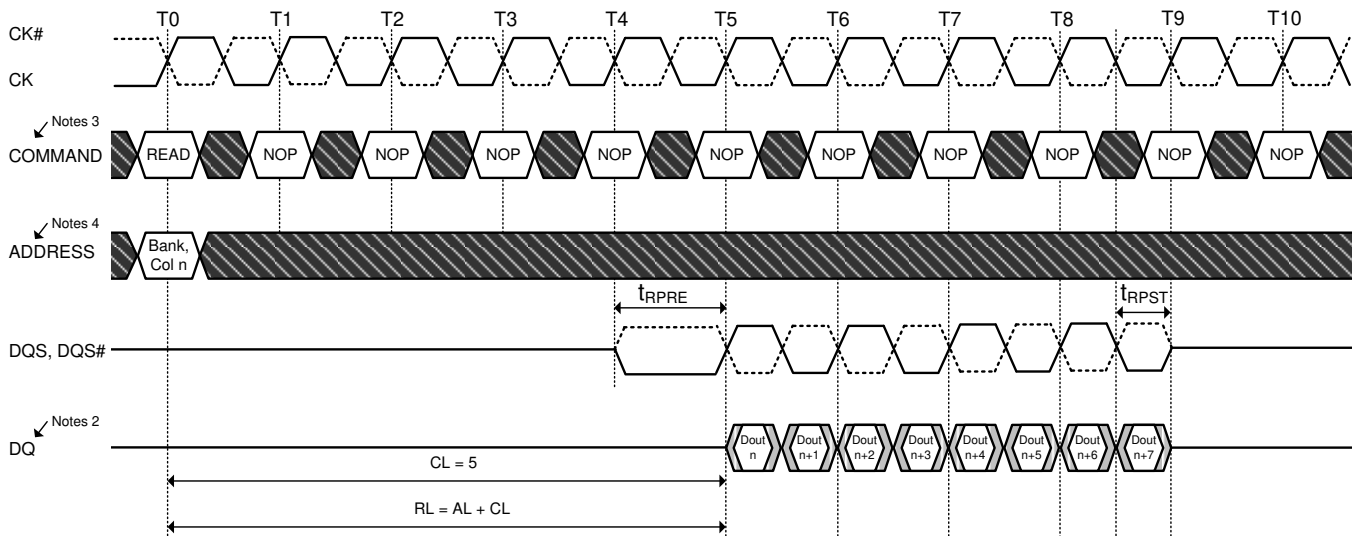 T0 T1 T2 T3 T4 T5 T6 T7 T8 T9 T10
CK#
CK
Notes 3
COMMAND READ NOP NOP NOP NOP NOP NOP NOP NOP NOP NOP
Notes 4
ADDRESS
Bank,
Col n
tRPRE tRPST
DQS, DQS#
Notes 2
DQ
Dout Dout Dout Dout Dout Dout Dout Dout
n n+1 n+2 n+3 n+4 n+5 n+6 n+7
CL = 5
RL = AL + CL